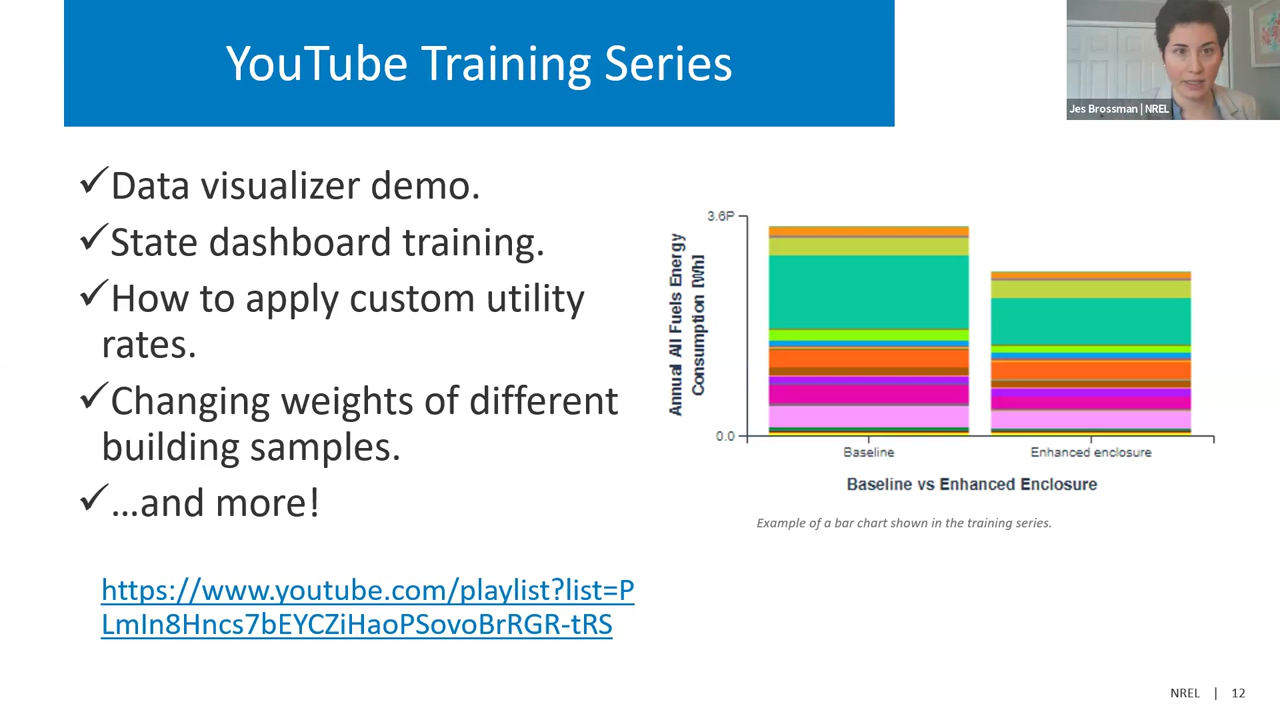 YouTube Training Series
Jes Brossman | NREL
✓Data visualizer demo.
✓State dashboard training.
✓How to apply custom utility
rates.
✓Changing weights of different
building samples.
✓…and more!
https://www.youtube.com/playlist?list=P
LmIn8Hncs7bEYCZiHaoPSovoBrRGR-tRS
3.6P
Annual All Fuels Energy
Consumption [Wh]
0.0
Baseline
Enhanced enclosure
Baseline vs Enhanced Enclosure
Example of a bar chart shown in the training series.
NREL | 12